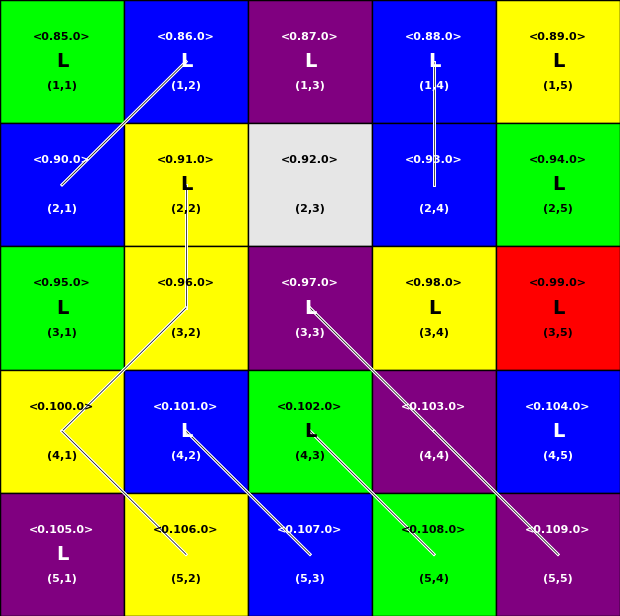 <0.85.0> <0.86.0> <0.87.0> <0.88.0> <0.89.0>
L L L L L
(1,1) (1,2) (1,3) (1,4) (1,5)
<0.90.0> <0.91.0> <0.92.0> <0.93.0> <0.94.0>
L L
(2,1) (2,2) (2,3) (2,4) (2,5)
<0.95.0> <0.96.0> <0.97.0> <0.98.0> <0.99.0>
L L L L
(3,1) (3,2) (3,3) (3,4) (3,5)
<0.100.0> <0.101.0> <0.102.0> <0.103.0> <0.104.0>
L L L
(4,1) (4,2) (4,3) (4,4) (4,5)
<0.105.0> <0.106.0> <0.107.0> <0.108.0> <0.109.0>
L
(5,1) (5,2) (5,3) (5,4) (5,5)